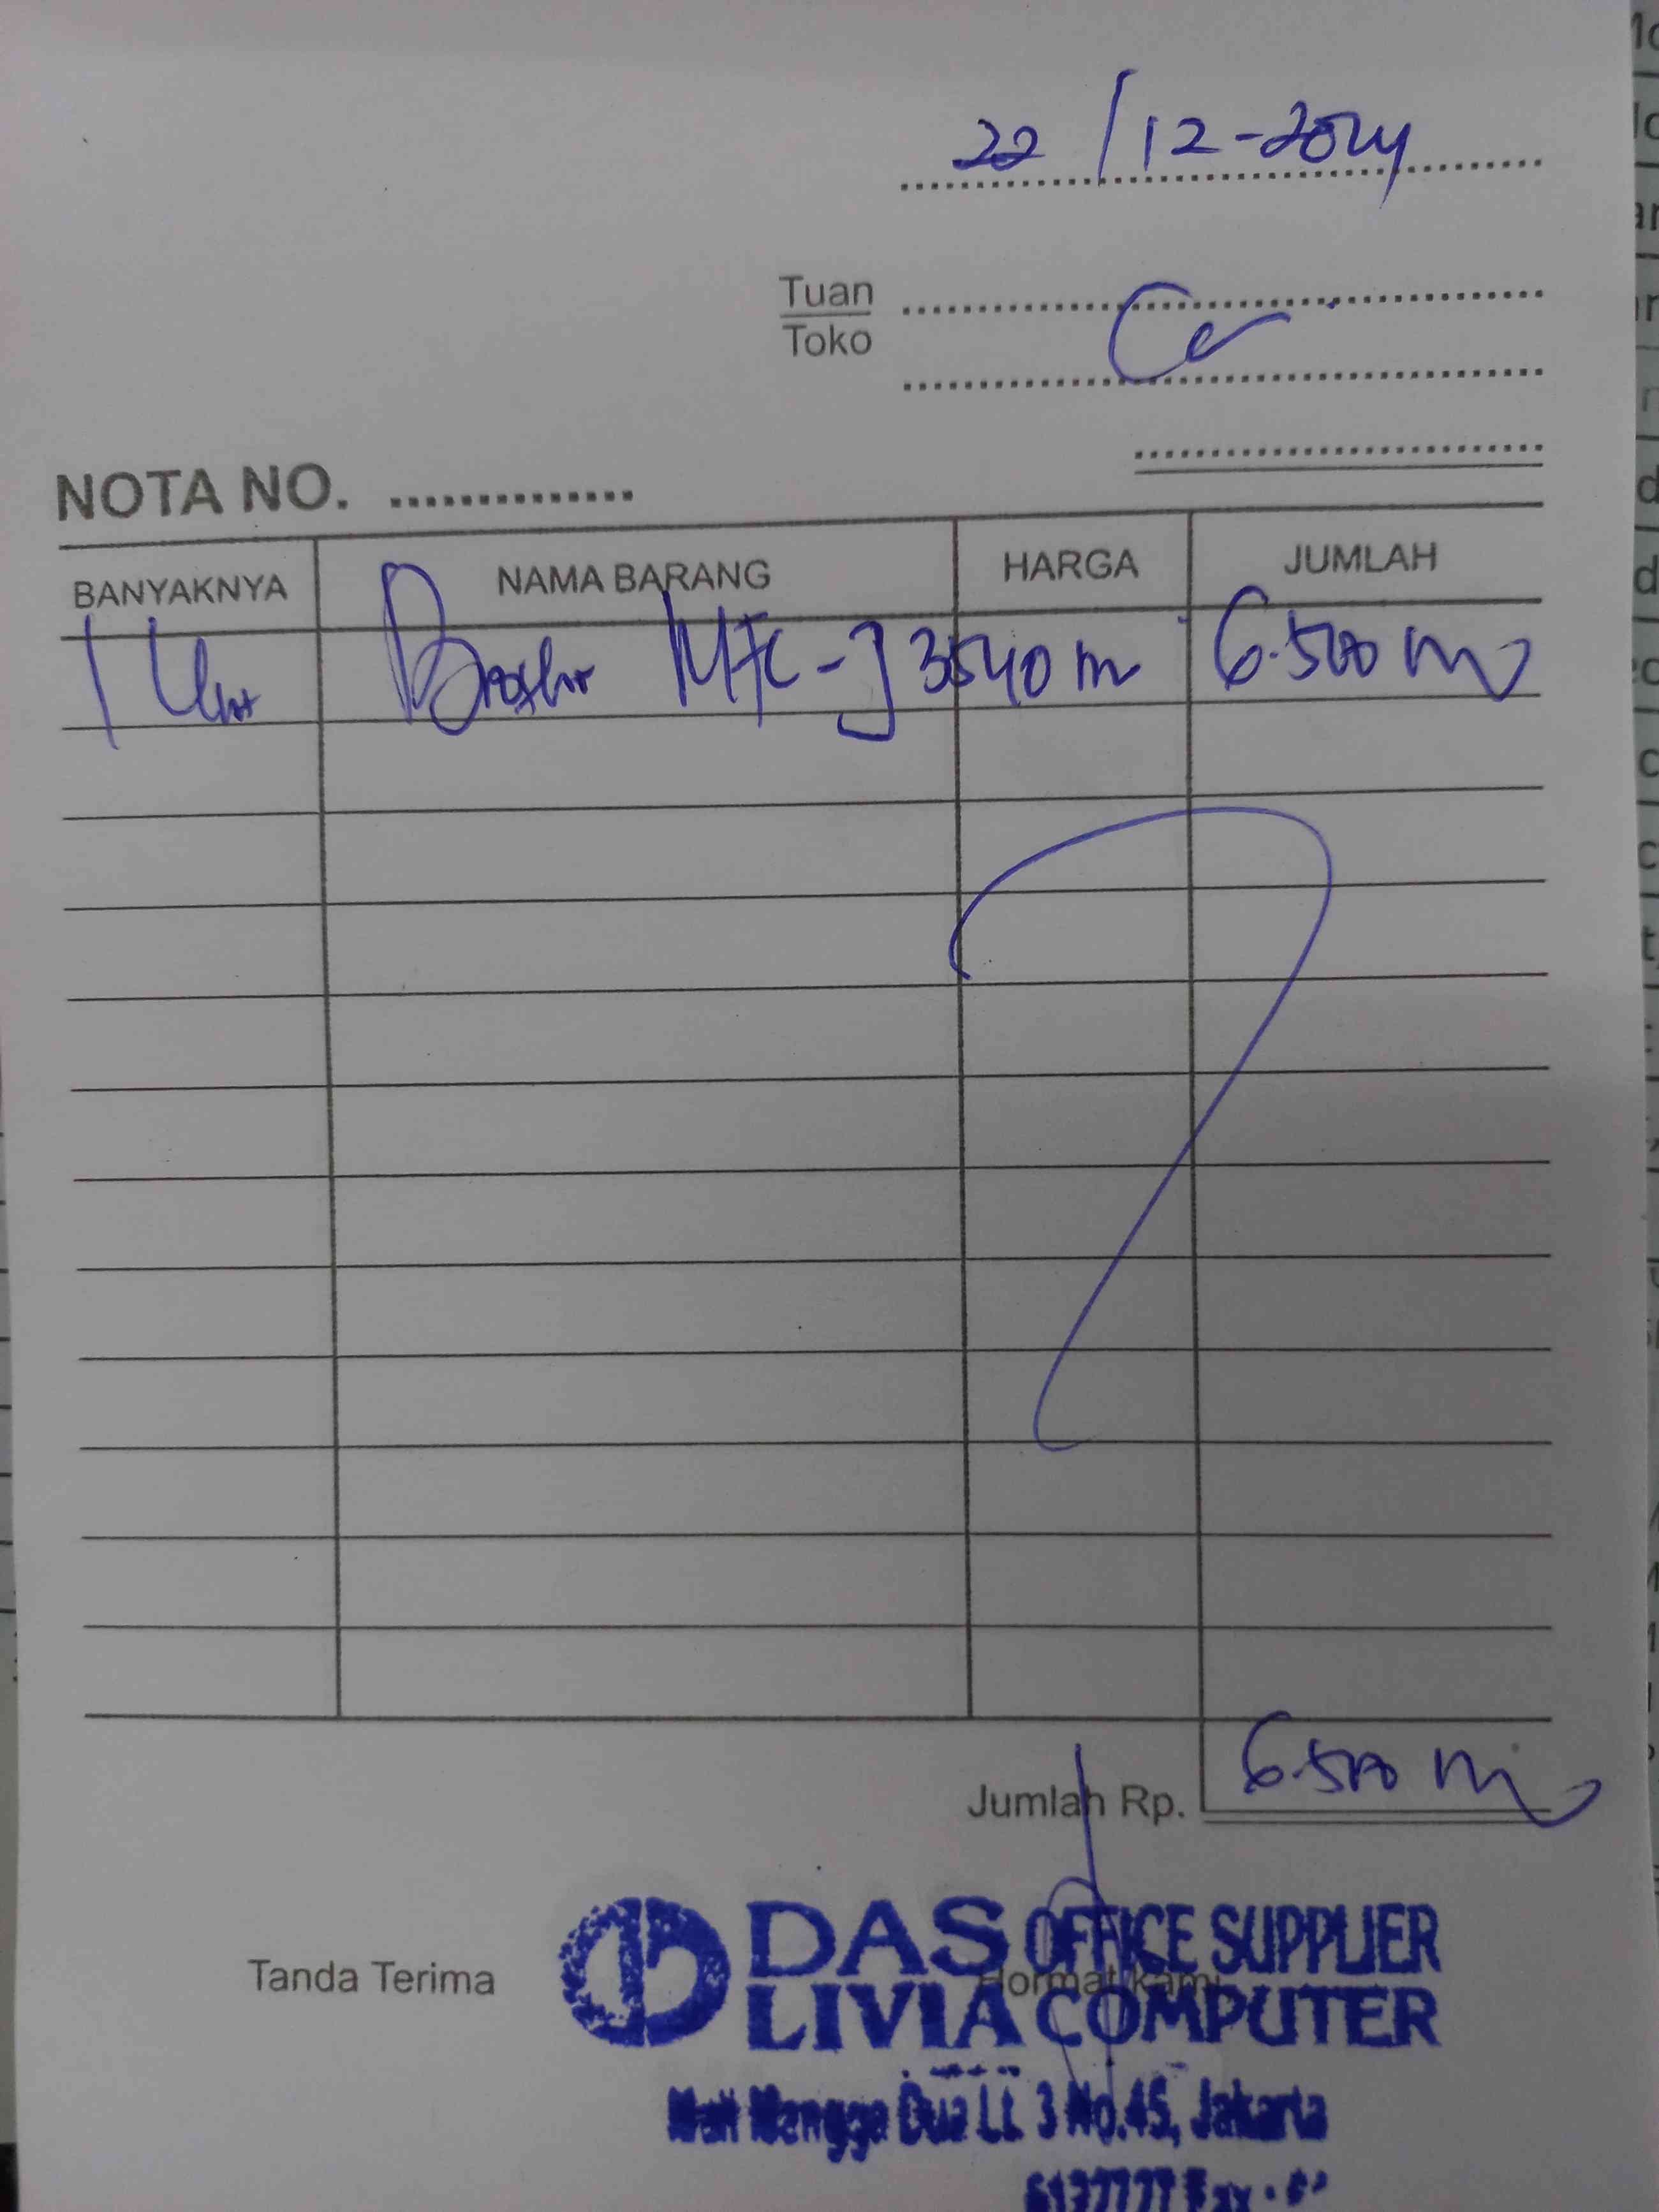 22/12-2024
Tuan
Toko
NOTA NO. ..............
BANYAKNYA NAMA BARANG HARGA JUMLAH
1 Unit Brother MFC-J3540 6.500
Jumlah Rp. 6.500
Tanda Terima Hormat kami
DAS OFFICE SUPPLIER
LIVIA COMPUTER
Mall Mangga Dua Lt. 3 No.45, Jakarta
6127777 Fax